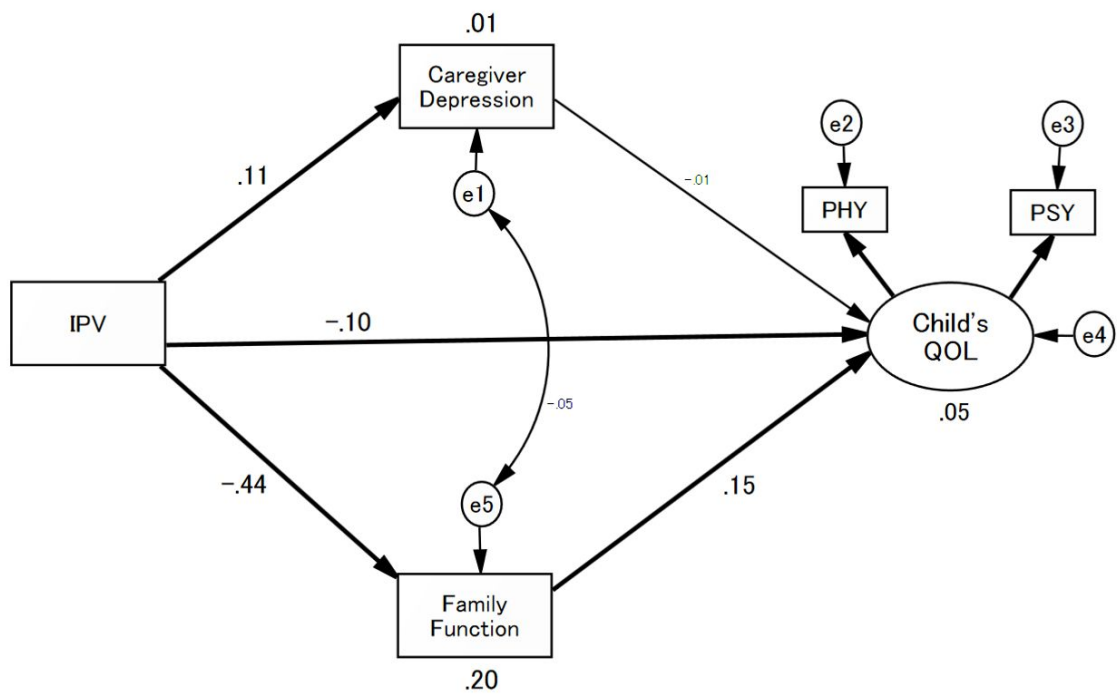 .01
Caregiver
Depression
e2
e3
.11
e1
-.01
PHY
PSY
IPV
-.10
Child's
QOL
e4
-.05
.05
-.44
e5
.15
Family
Function
.20